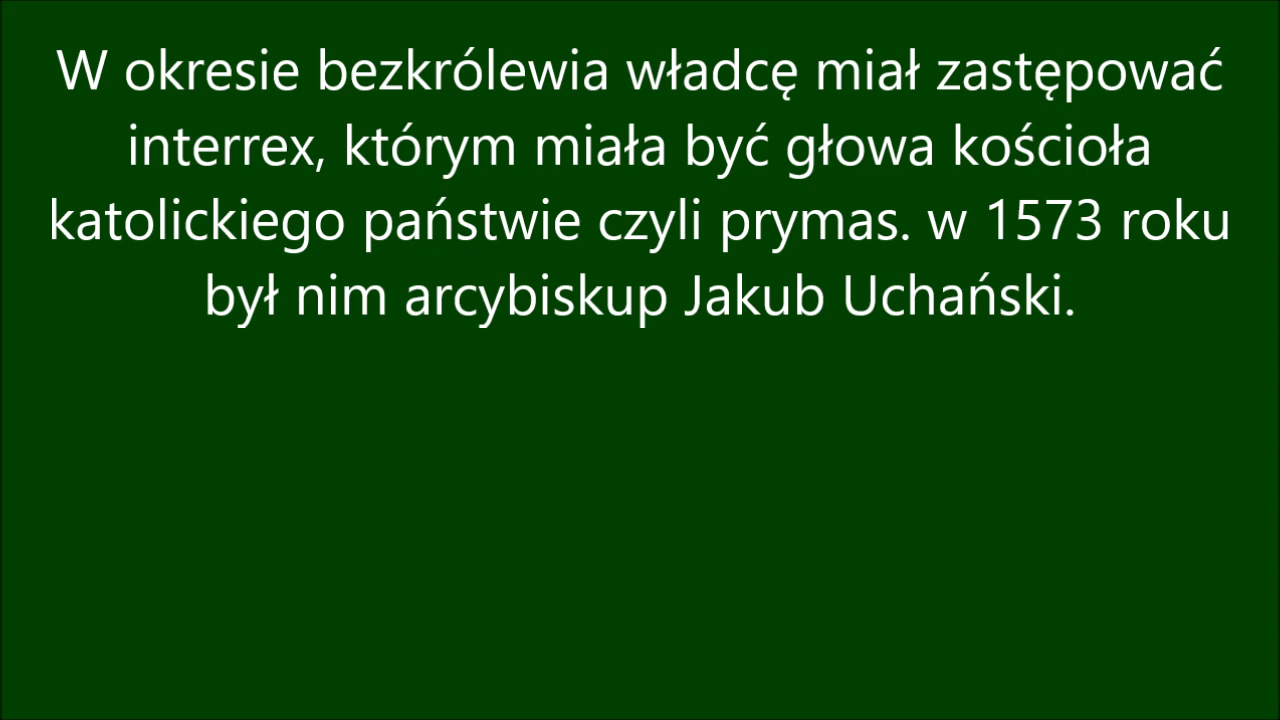 W okresie bezkrólewia władcę miał zastępować
interrex, którym miała być głowa kościoła
katolickiego państwie czyli prymas. w 1573 roku
był nim arcybiskup Jakub Uchański.